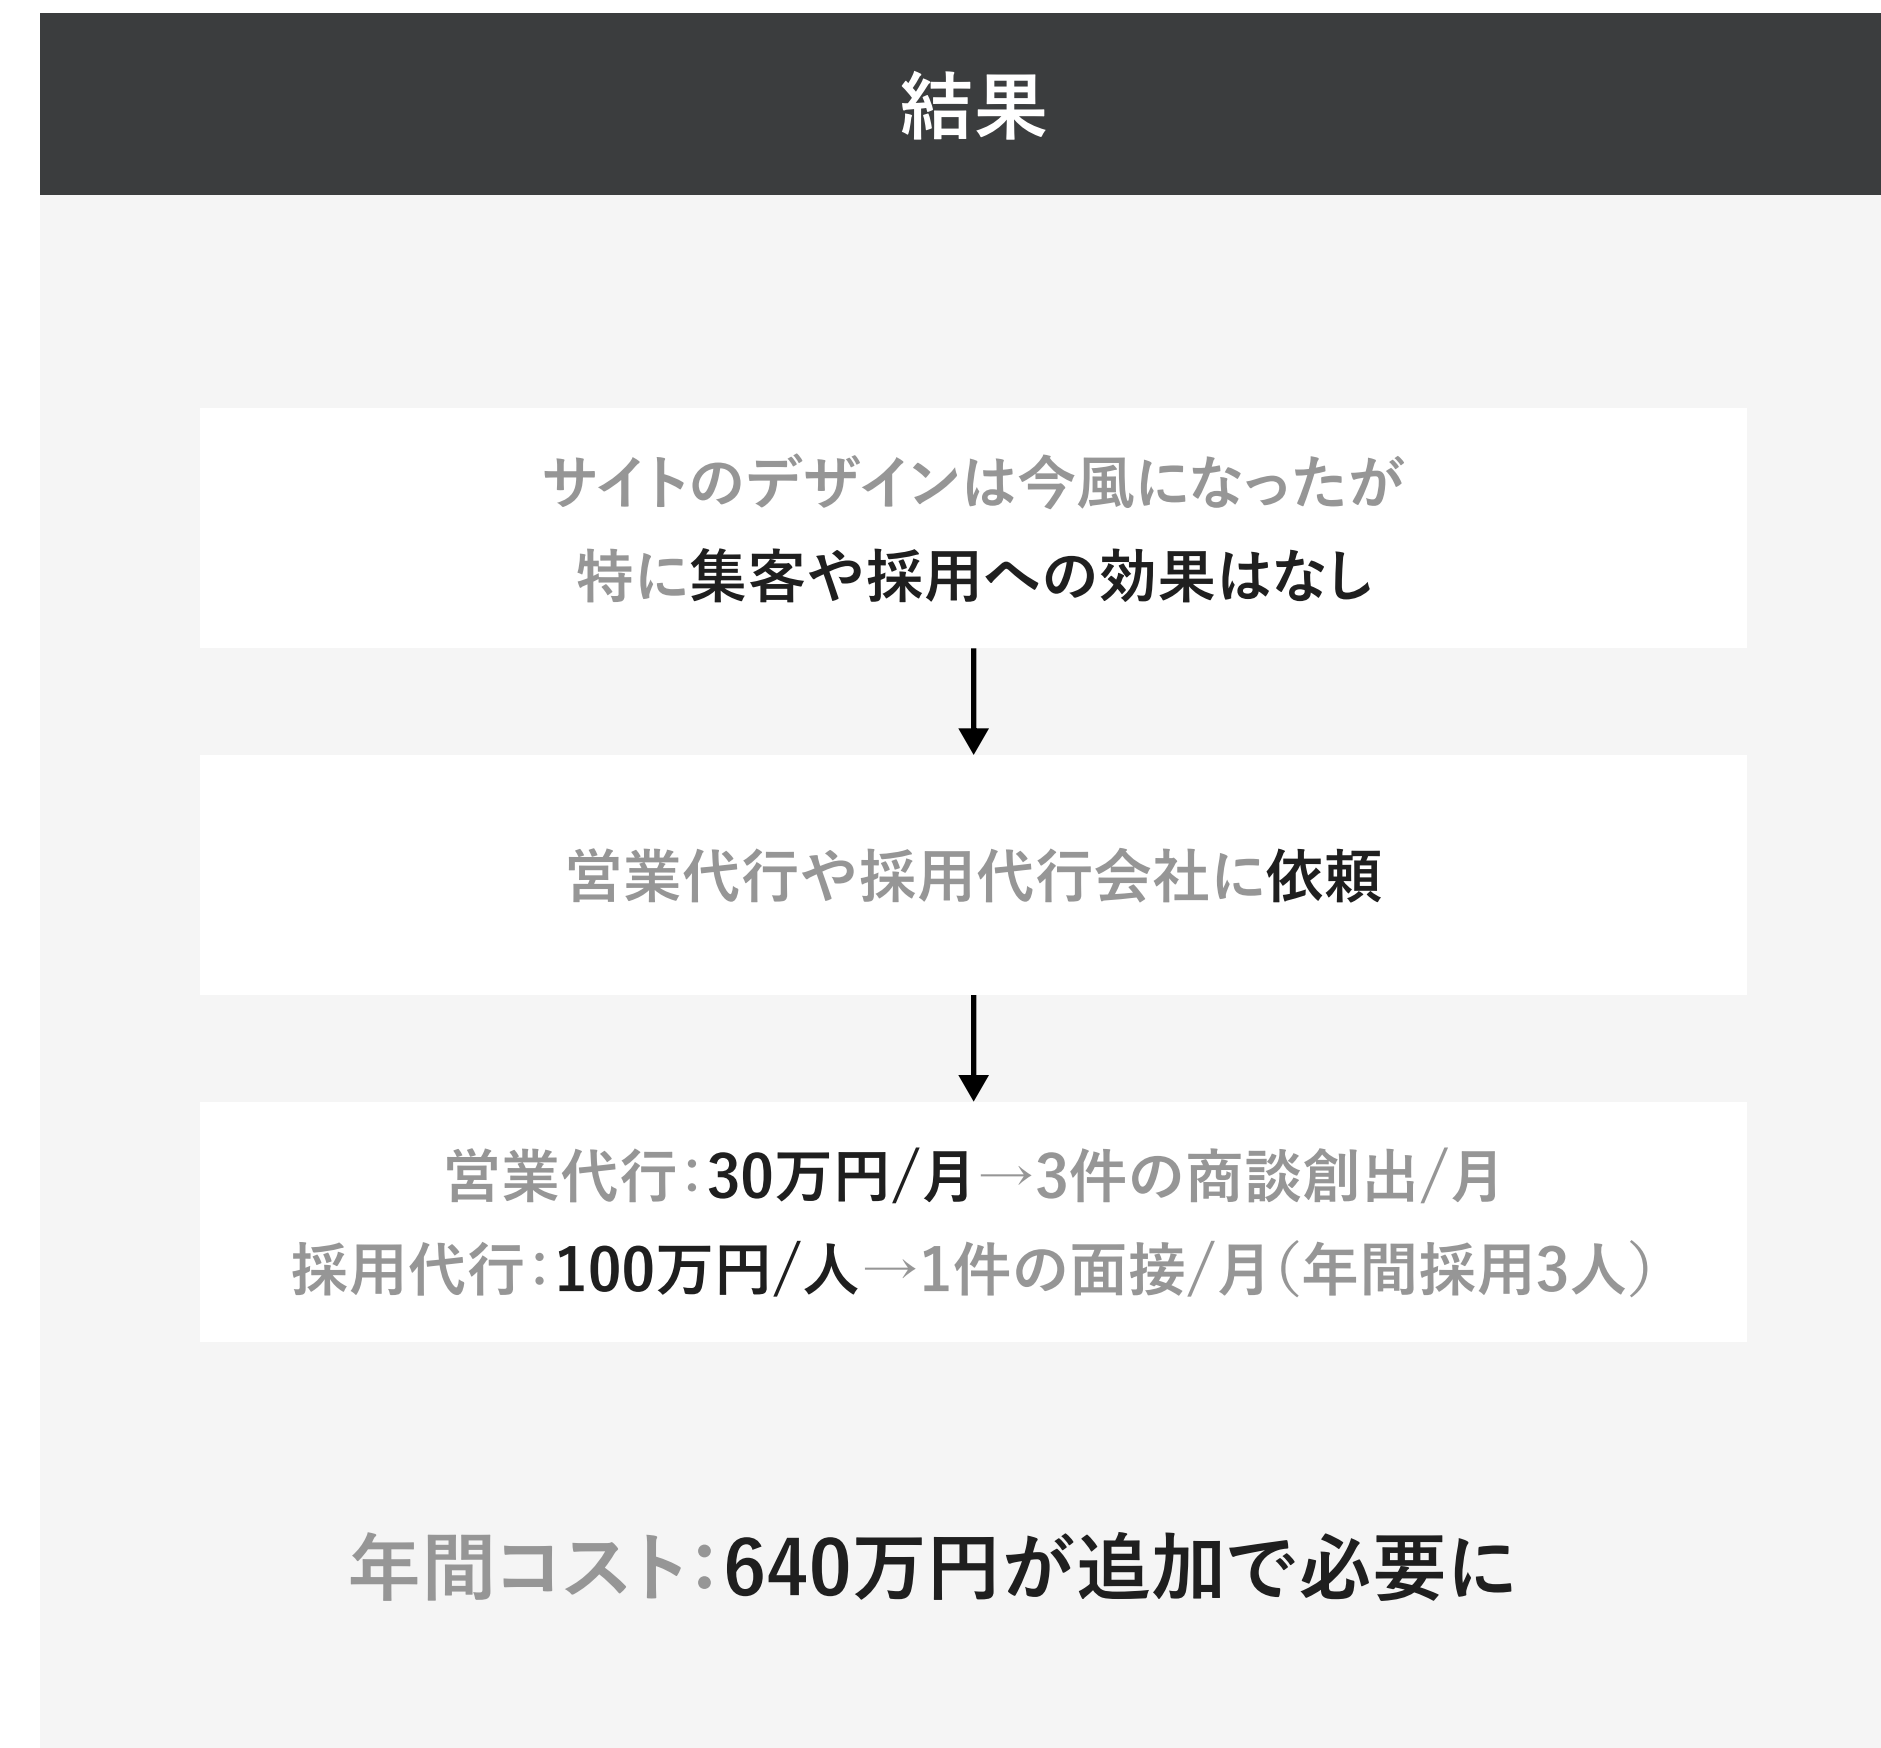 結果
サイトのデザインは今風になったが
特に集客や採用への効果はなし
営業代行や採用代行会社に依頼
営業代行：30万円/月→3件の商談創出/月
採用代行：100万円/人→1件の面接/月（年間採用3人）
年間コスト：640万円が追加で必要に